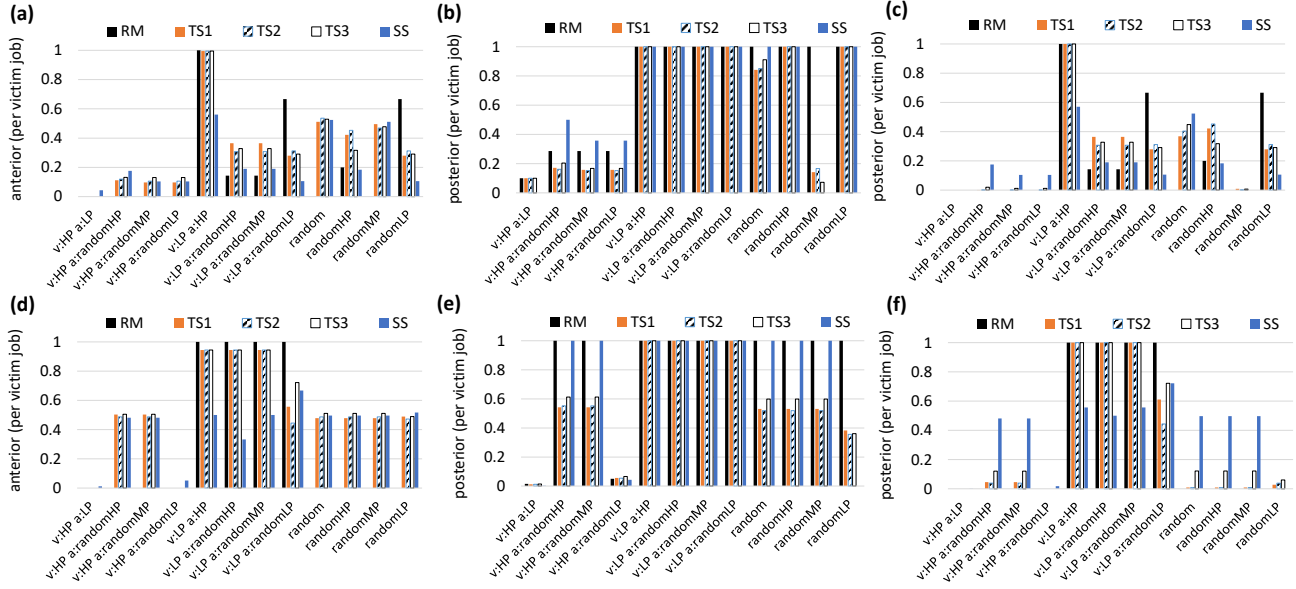 (a)
RM TS1 TS2 TS3 SS
anterior (per victim job)
1
0.8
0.6
0.4
0.2
0
v:HP a:LP
v:HP a:randomHP
v:HP a:randomMP
v:HP a:randomLP
v:LP a:HP
v:LP a:randomHP
v:LP a:randomMP
v:LP a:randomLP
random
randomHP
randomMP
randomLP
(b)
RM TS1 TS2 TS3 SS
posterior (per victim job)
1
0.8
0.6
0.4
0.2
0
v:HP a:LP
v:HP a:randomHP
v:HP a:randomMP
v:HP a:randomLP
v:LP a:HP
v:LP a:randomHP
v:LP a:randomMP
v:LP a:randomLP
random
randomHP
randomMP
randomLP
(c)
RM TS1 TS2 TS3 SS
posterior (per victim job)
1
0.8
0.6
0.4
0.2
0
v:HP a:LP
v:HP a:randomHP
v:HP a:randomMP
v:HP a:randomLP
v:LP a:HP
v:LP a:randomHP
v:LP a:randomMP
v:LP a:randomLP
random
randomHP
randomMP
randomLP
(d)
RM TS1 TS2 TS3 SS
anterior (per victim job)
1
0.8
0.6
0.4
0.2
0
v:HP a:LP
v:HP a:randomHP
v:HP a:randomMP
v:HP a:randomLP
v:LP a:HP
v:LP a:randomHP
v:LP a:randomMP
v:LP a:randomLP
random
randomHP
randomMP
randomLP
(e)
RM TS1 TS2 TS3 SS
posterior (per victim job)
1
0.8
0.6
0.4
0.2
0
v:HP a:LP
v:HP a:randomHP
v:HP a:randomMP
v:HP a:randomLP
v:LP a:HP
v:LP a:randomHP
v:LP a:randomMP
v:LP a:randomLP
random
randomHP
randomMP
randomLP
(f)
RM TS1 TS2 TS3 SS
posterior (per victim job)
1
0.8
0.6
0.4
0.2
0
v:HP a:LP
v:HP a:randomHP
v:HP a:randomMP
v:HP a:randomLP
v:LP a:HP
v:LP a:randomHP
v:LP a:randomMP
v:LP a:randomLP
random
randomHP
randomMP
randomLP